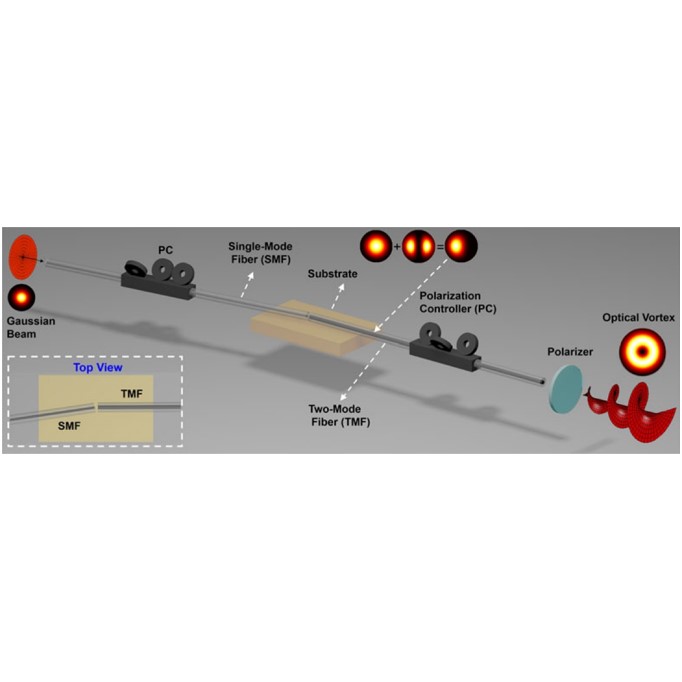 PC
Single-Mode
Fiber (SMF)
Substrate
+
=
Polarization
Controller (PC)
Optical Vortex
Polarizer
Gaussian
Beam
Two-Mode
Fiber (TMF)
Top View
TMF
SMF